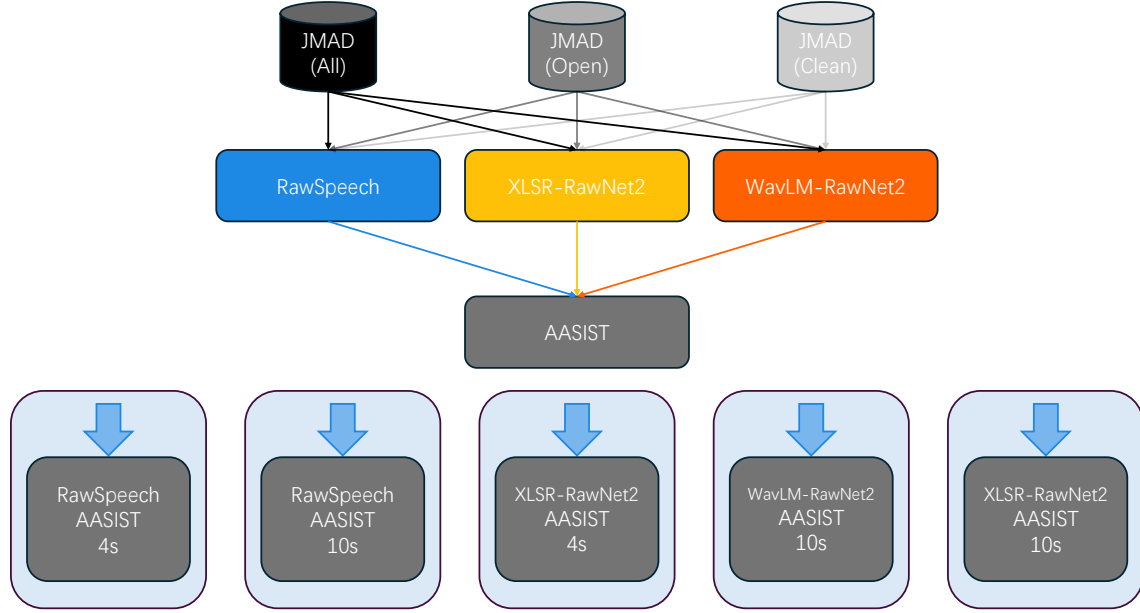 JMAD
(All)
JMAD
(Open)
JMAD
(Clean)
RawSpeech
XLSR-RawNet2
WavLM-RawNet2
AASIST
RawSpeech
AASIST
4s
RawSpeech
AASIST
10s
XLSR-RawNet2
AASIST
4s
WavLM-RawNet2
AASIST
10s
XLSR-RawNet2
AASIST
10s